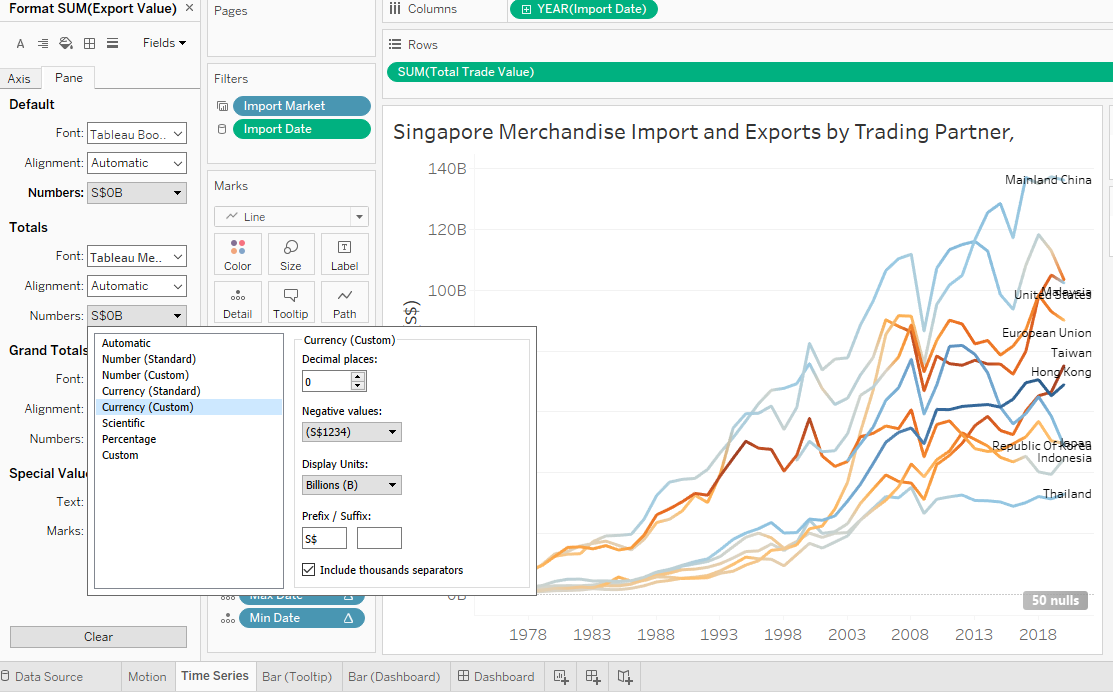 Format SUM(Export Value) ×
Fields
Axis
Pane
Default
Font: Tableau Boo..
Alignment: Automatic
Numbers: S$0B
Totals
Font: Tableau Me..
Alignment: Automatic
Numbers: S$0B
Grand Totals
Font:
Alignment:
Numbers:
Special Value
Text:
Marks:
Clear
Automatic
Number (Standard)
Number (Custom)
Currency (Standard)
Currency (Custom)
Scientific
Percentage
Custom
Currency (Custom)
Decimal places:
0
Negative values:
(S$1234)
Display Units:
Billions (B)
Prefix / Suffix:
S$
Include thousands separators
Pages
Filters
Import Market
Import Date
Marks
Line
Color
Size
Label
Detail
Tooltip
Path
Max Date
Min Date
Columns
YEAR(Import Date)
Rows
SUM(Total Trade Value)
Singapore Merchandise Import and Exports by Trading Partner,
140B
120B
100B
0B
S$)
Mainland China
Malaysia
United States
European Union
Taiwan
Hong Kong
Japan
Republic Of Korea
Indonesia
Thailand
50 nulls
1978
1983
1988
1993
1998
2003
2008
2013
2018
Data Source
Motion
Time Series
Bar (Tooltip)
Bar (Dashboard)
Dashboard